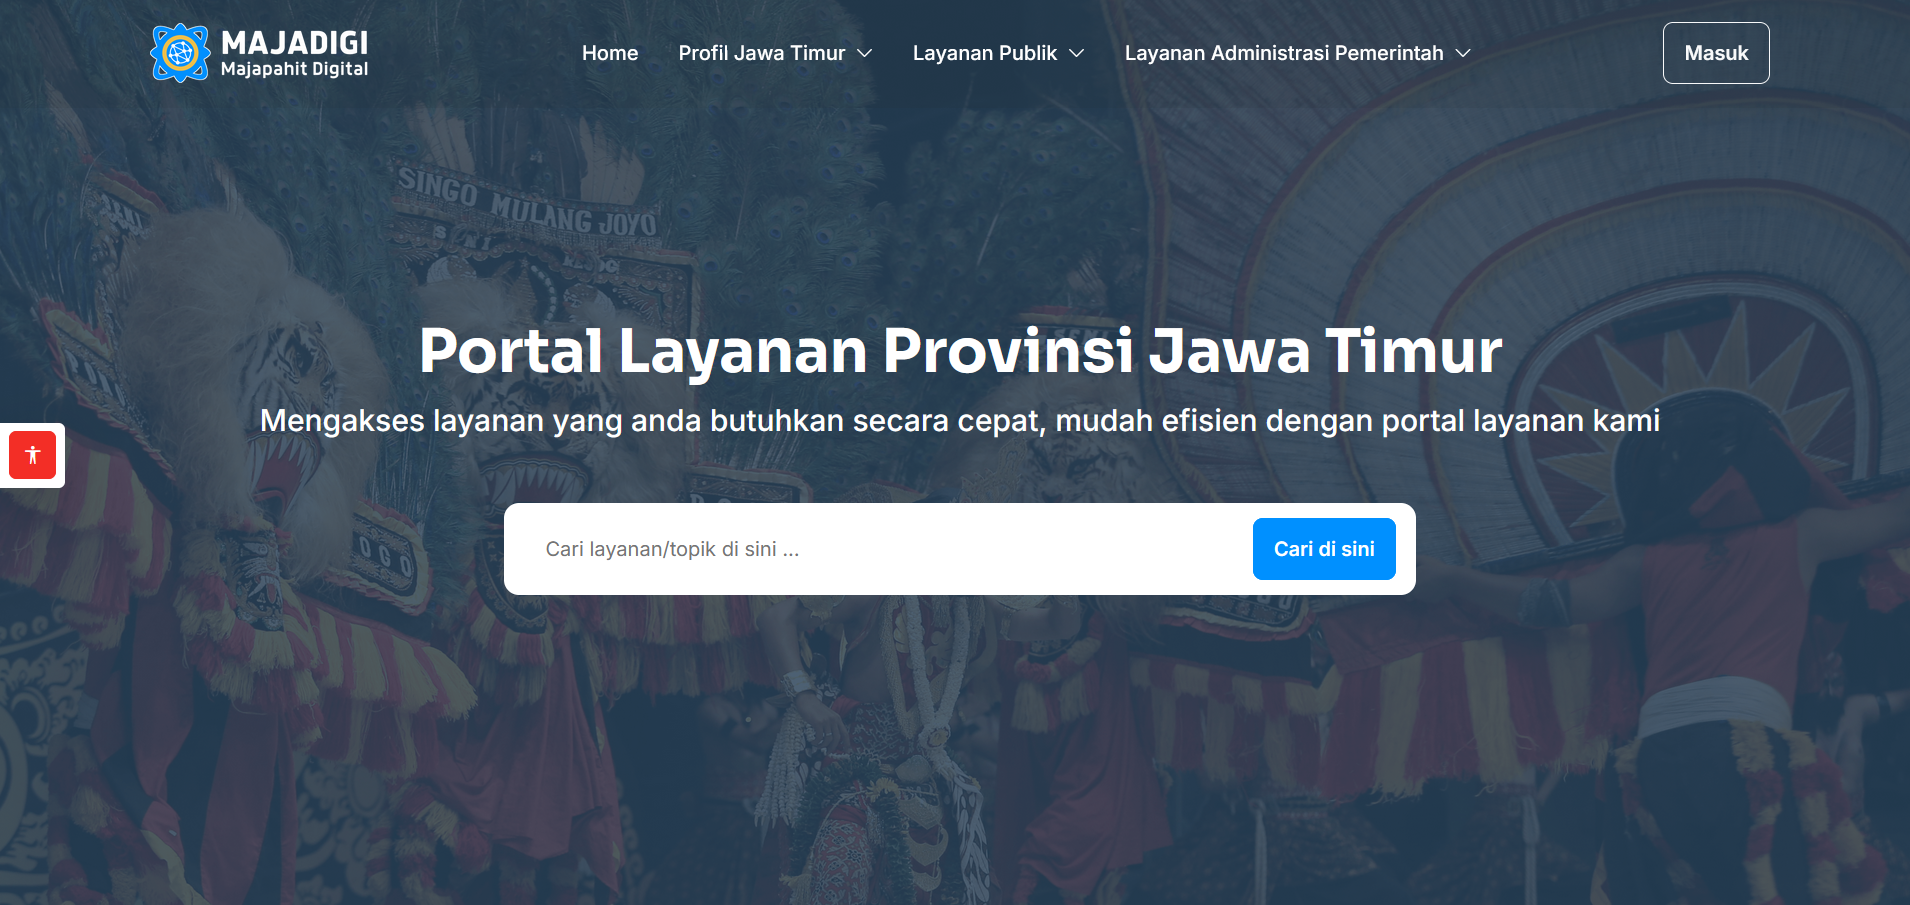 MAJADIGI
Majapahit Digital
Home
Profil Jawa Timur
Layanan Publik
Layanan Administrasi Pemerintah
Masuk
SINGO MULANG JOYO
Portal Layanan Provinsi Jawa Timur
Mengakses layanan yang anda butuhkan secara cepat, mudah efisien dengan portal layanan kami
Cari layanan/topik di sini ...
Cari di sini